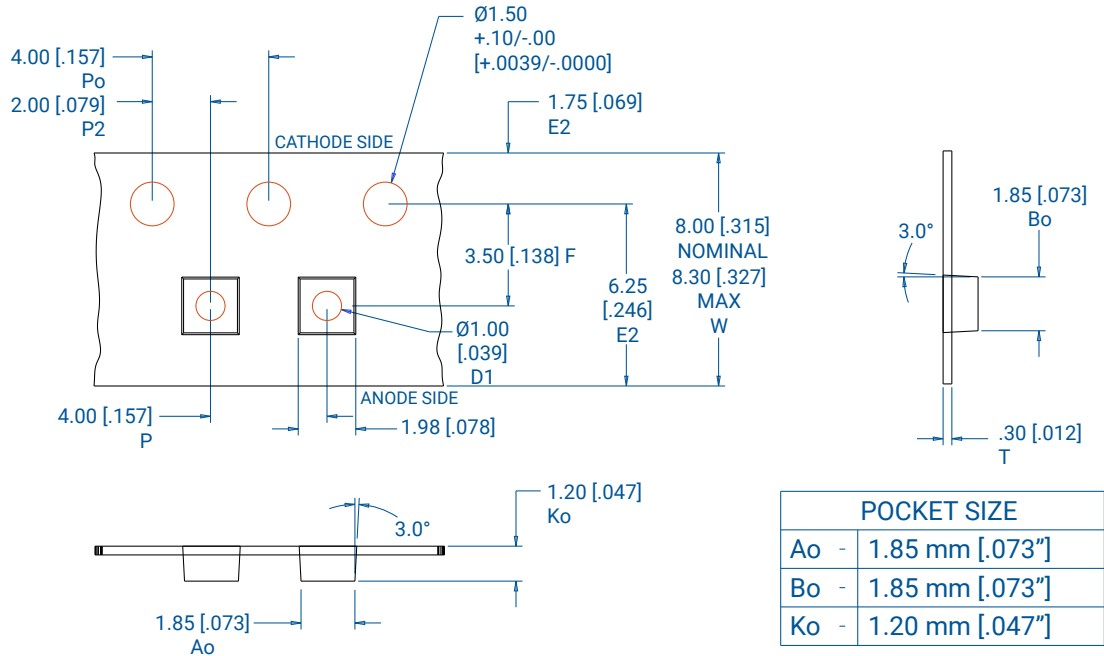 Ø1.50
+.10/-.00
[+.0039/-.0000]
4.00 [.157]
Po
2.00 [.079]
P2
1.75 [.069]
E2
CATHODE SIDE
3.50 [.138] F
8.00 [.315]
NOMINAL
8.30 [.327]
MAX
W
6.25
[.246]
E2
Ø1.00
[.039]
D1
ANODE SIDE
4.00 [.157]
P
1.98 [.078]
1.85 [.073]
Bo
3.0°
.30 [.012]
T
1.20 [.047]
Ko
3.0°
1.85 [.073]
Ao
POCKET SIZE
Ao - 1.85 mm [.073”]
Bo - 1.85 mm [.073”]
Ko - 1.20 mm [.047”]